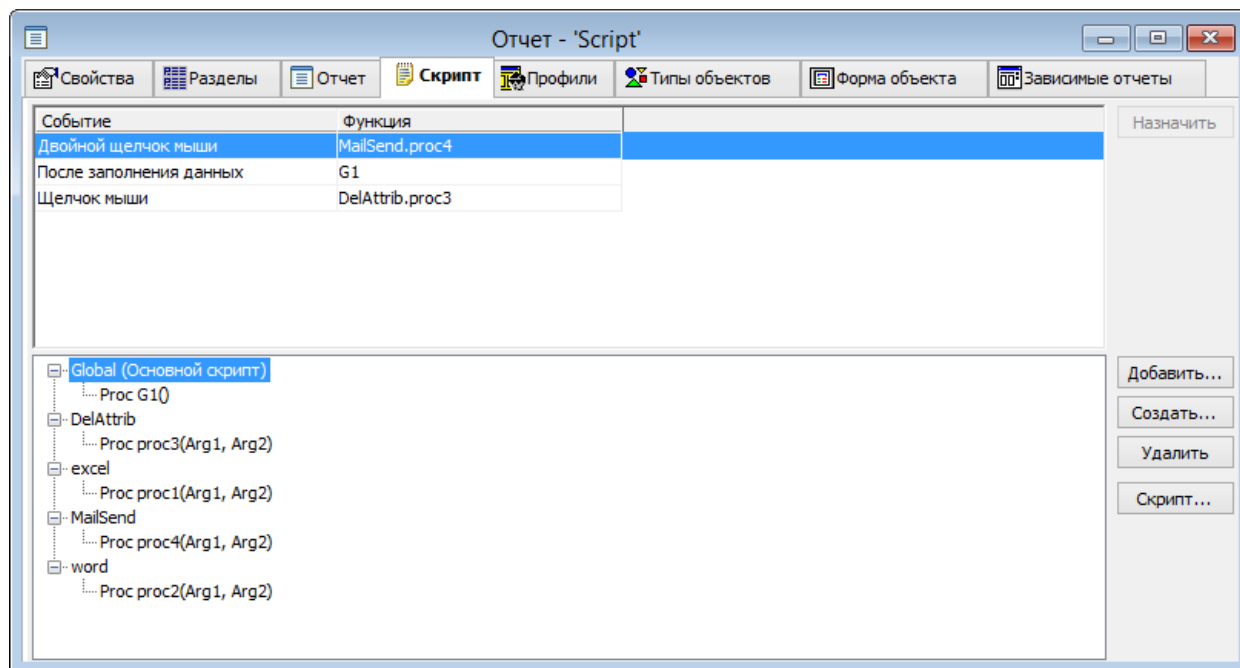 Отчет - 'Script'
Свойства Разделы Отчет Скрипт Профили Типы объектов Форма объекта Зависимые отчеты
Событие Функция Назначить
Двойной щелчок мыши MailSend.proc4
После заполнения данных G1
Щелчок мыши DelAttrib.proc3
Global (Основной скрипт) Добавить...
Proc G1()
DelAttrib Создать...
Proc proc3(Arg1, Arg2) Удалить
excel
Proc proc1(Arg1, Arg2) Скрипт...
MailSend
Proc proc4(Arg1, Arg2)
word
Proc proc2(Arg1, Arg2)